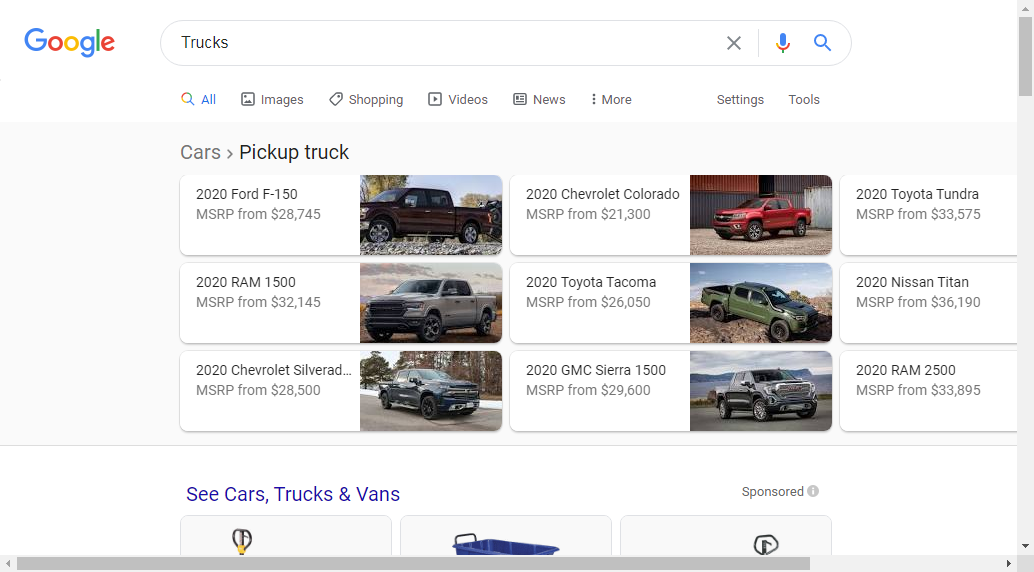 Google
Trucks
All
Images
Shopping
Videos
News
More
Settings
Tools
Cars › Pickup truck
2020 Ford F-150
MSRP from $28,745
2020 Chevrolet Colorado
MSRP from $21,300
2020 Toyota Tundra
MSRP from $33,575
2020 RAM 1500
MSRP from $32,145
2020 Toyota Tacoma
MSRP from $26,050
2020 Nissan Titan
MSRP from $36,190
2020 Chevrolet Silverad...
MSRP from $28,500
2020 GMC Sierra 1500
MSRP from $29,600
2020 RAM 2500
MSRP from $33,895
See Cars, Trucks & Vans
Sponsored